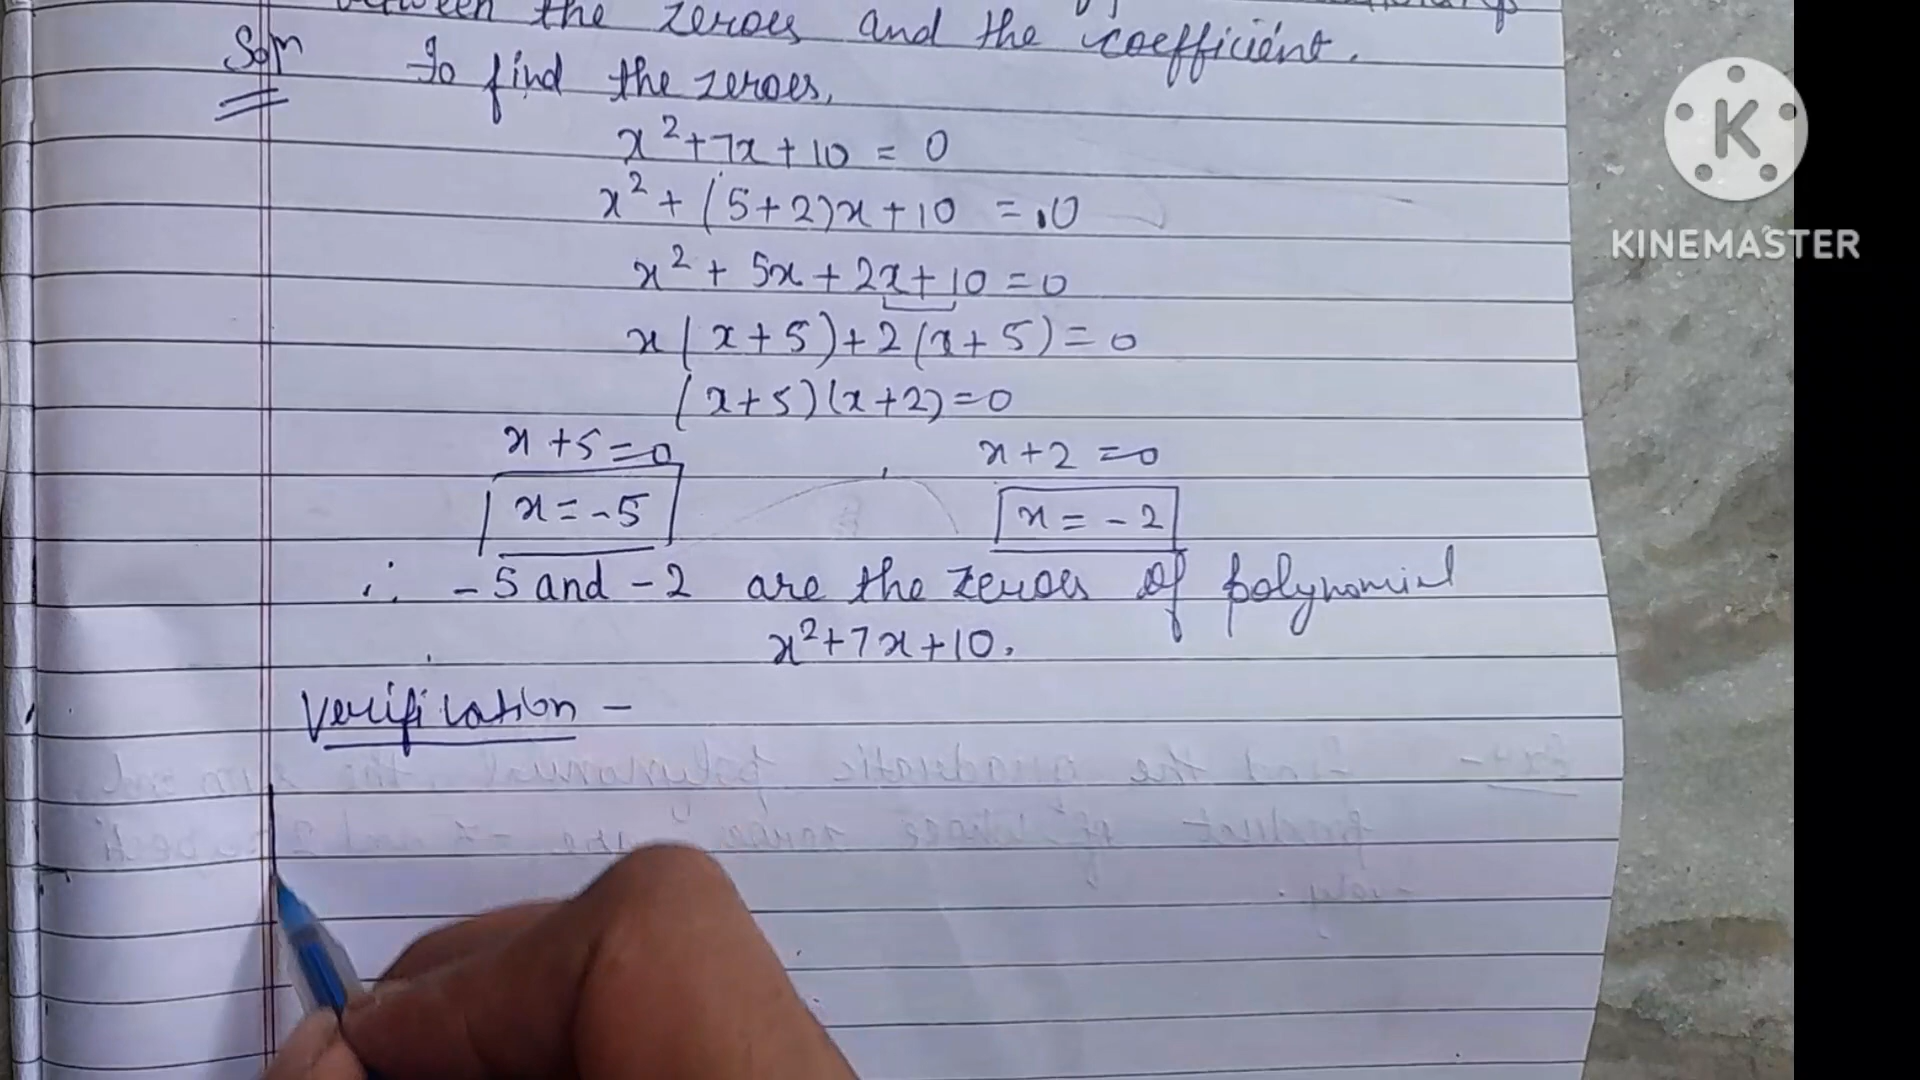 between the zeroes and the coefficient.
Soln To find the zeroes,
x²+7x+10 = 0
x² + (5+2)x+10 = 0
x² + 5x + 2x+10 = 0
x(x+5)+2(x+5)=0
(x+5)(x+2)=0
x+5=0 x+2=0
x=-5 x=-2
∴ -5 and -2 are the zeroes of polynomial
x²+7x+10.
Verification -
KINEMASTER